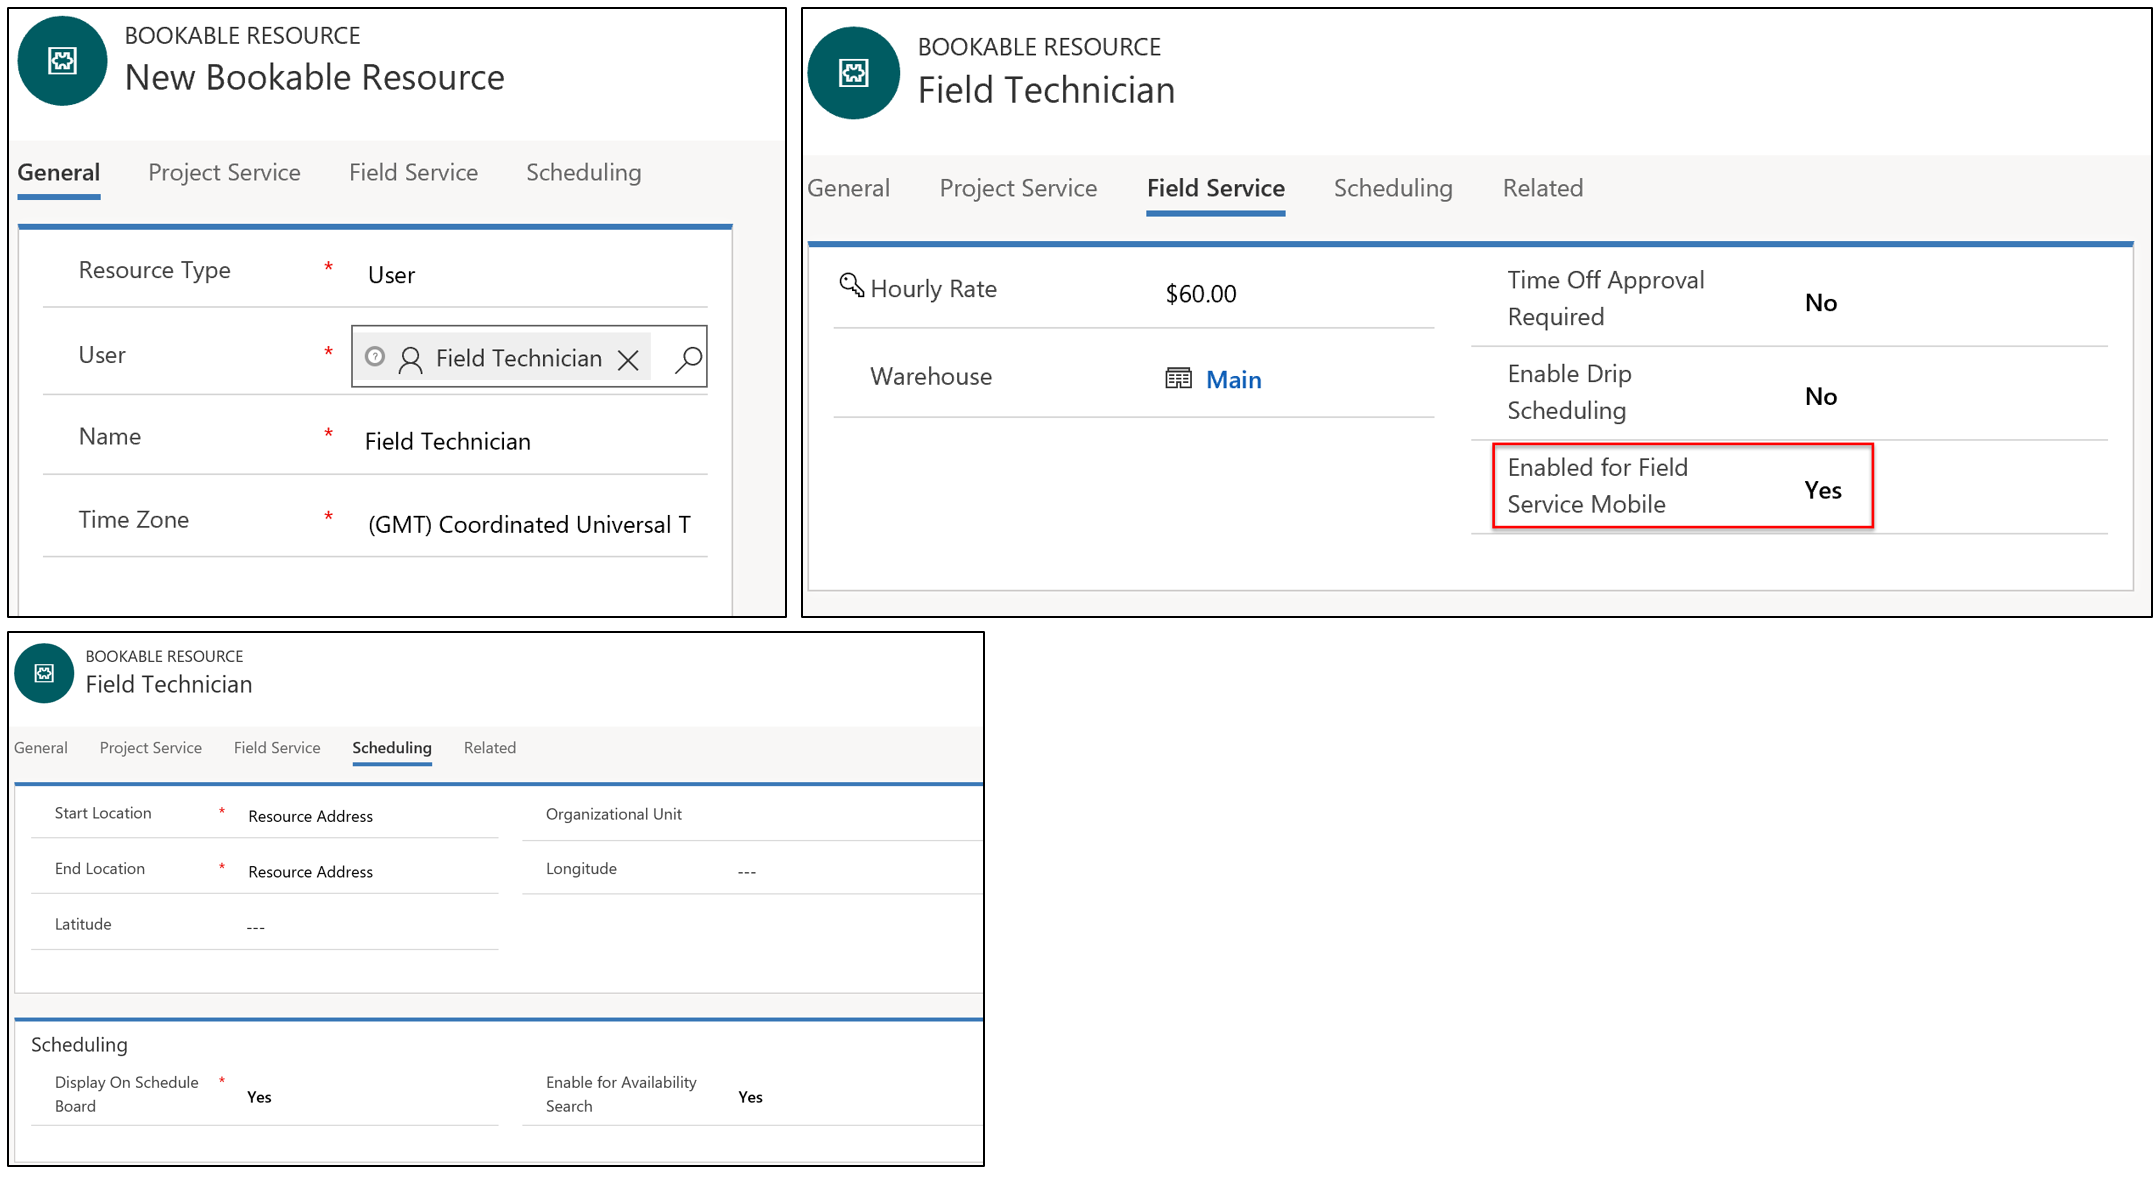 BOOKABLE RESOURCE
New Bookable Resource
General Project Service Field Service Scheduling
Resource Type * User
User * Field Technician
Name * Field Technician
Time Zone * (GMT) Coordinated Universal T
BOOKABLE RESOURCE
Field Technician
General Project Service Field Service Scheduling Related
Hourly Rate $60.00
Warehouse Main
Time Off Approval
Required No
Enable Drip
Scheduling No
Enabled for Field
Service Mobile Yes
BOOKABLE RESOURCE
Field Technician
General Project Service Field Service Scheduling Related
Start Location * Resource Address
End Location * Resource Address
Latitude ---
Organizational Unit
Longitude ---
Scheduling
Display On Schedule *
Board Yes
Enable for Availability
Search Yes